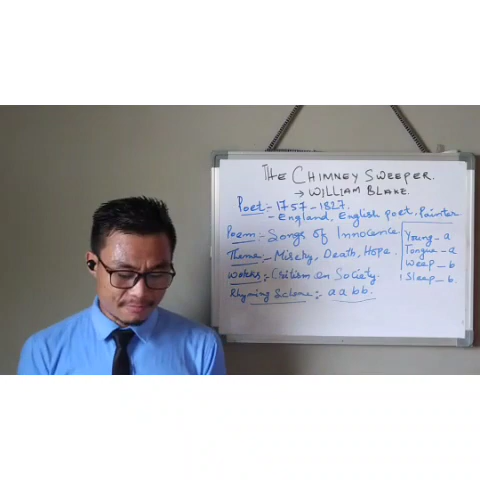 THE CHIMNEY SWEEPER.
→ WILLIAM BLAKE.
Poet:- 1757-1827.
- England, English poet, Painter
Poem:- Songs of Innocence
Theme:- Misery, Death, Hope.
Works:- Critism on Society.
Rhyming Scheme:- aabb.
Young - a
Tongue - a
Weep - b
Sleep - b.